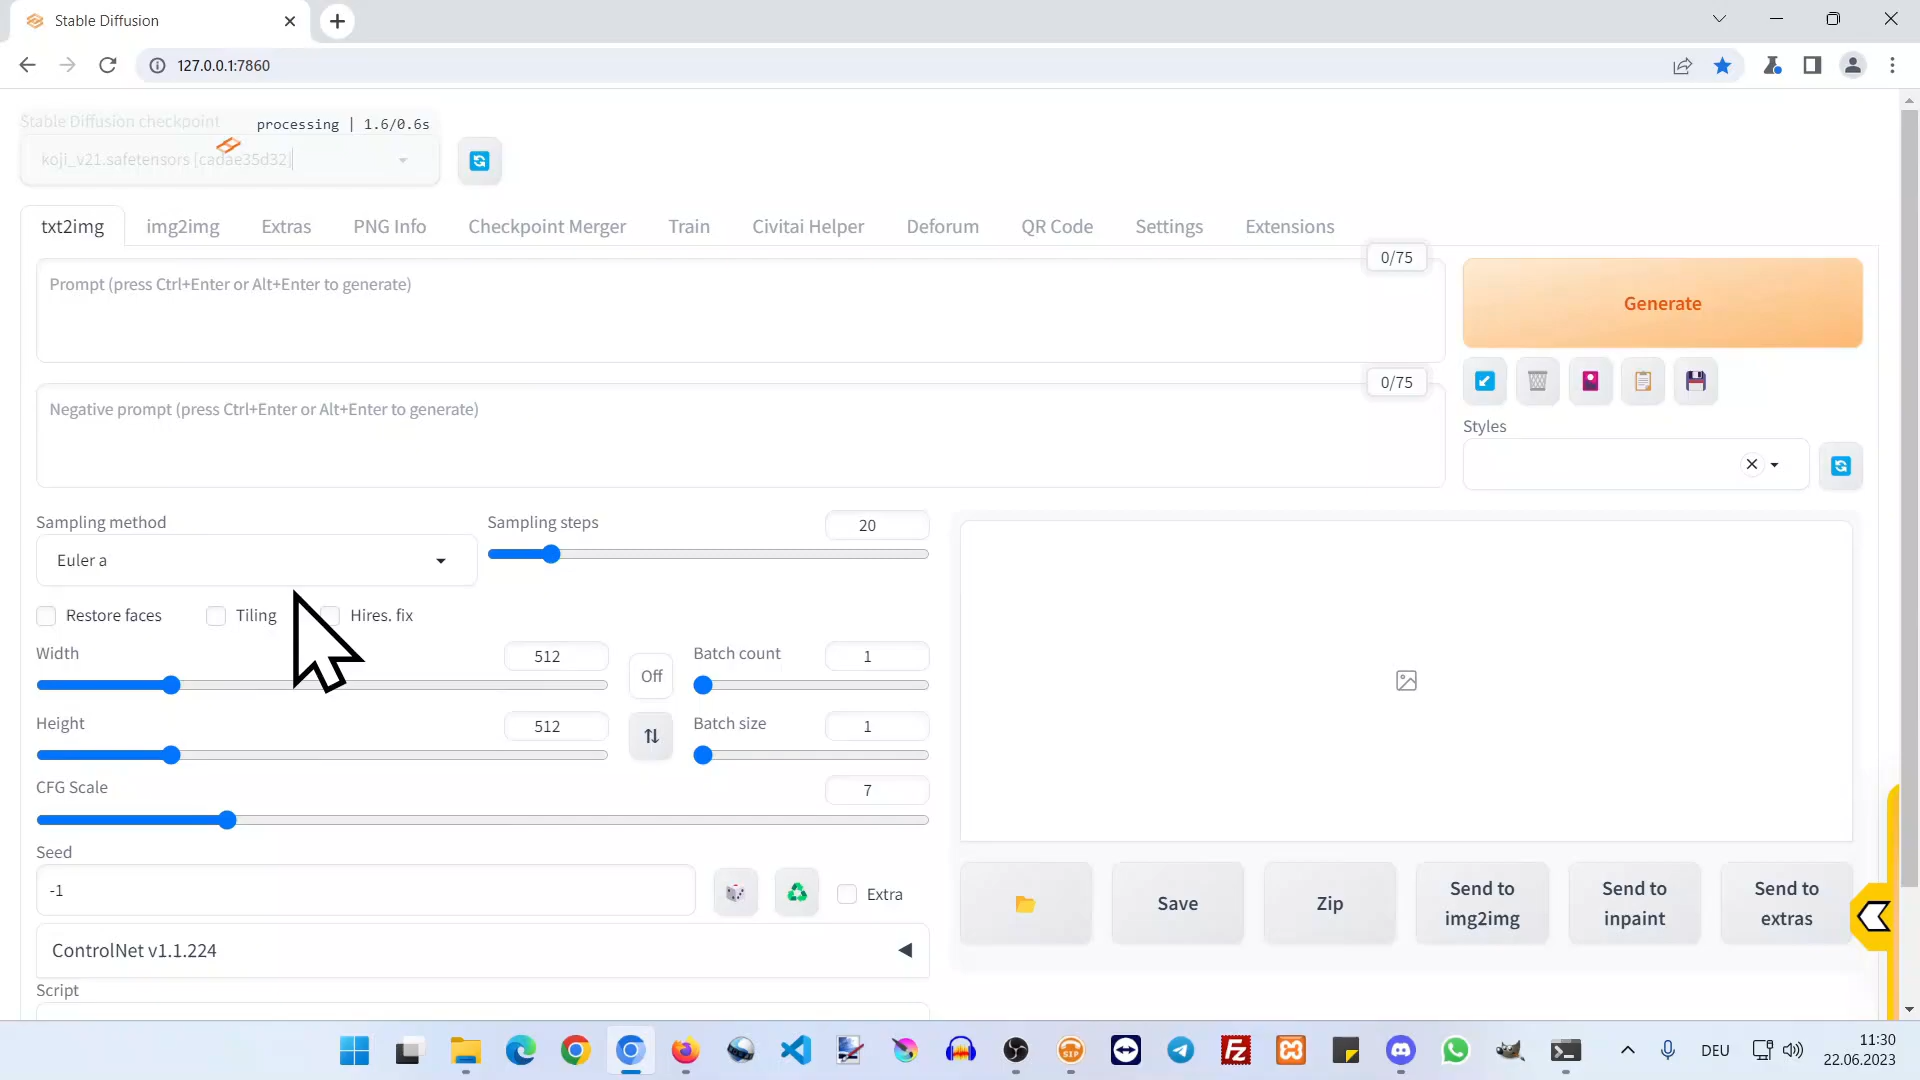 Stable Diffusion
127.0.0.1:7860
Stable Diffusion checkpoint
processing | 1.6/0.6s
koji_v21.safetensors [cadae35d32]
txt2img img2img Extras PNG Info Checkpoint Merger Train Civitai Helper Deforum QR Code Settings Extensions
0/75
Prompt (press Ctrl+Enter or Alt+Enter to generate)
Generate
0/75
Negative prompt (press Ctrl+Enter or Alt+Enter to generate)
Styles
Sampling method
Euler a
Sampling steps
20
Restore faces
Tiling
Hires. fix
Width
512
Off
Batch count
1
Height
512
Batch size
1
CFG Scale
7
Seed
-1
Extra
ControlNet v1.1.224
Script
Save
Zip
Send to
img2img
Send to
inpaint
Send to
extras
SIP
FZ
DEU
11:30
22.06.2023